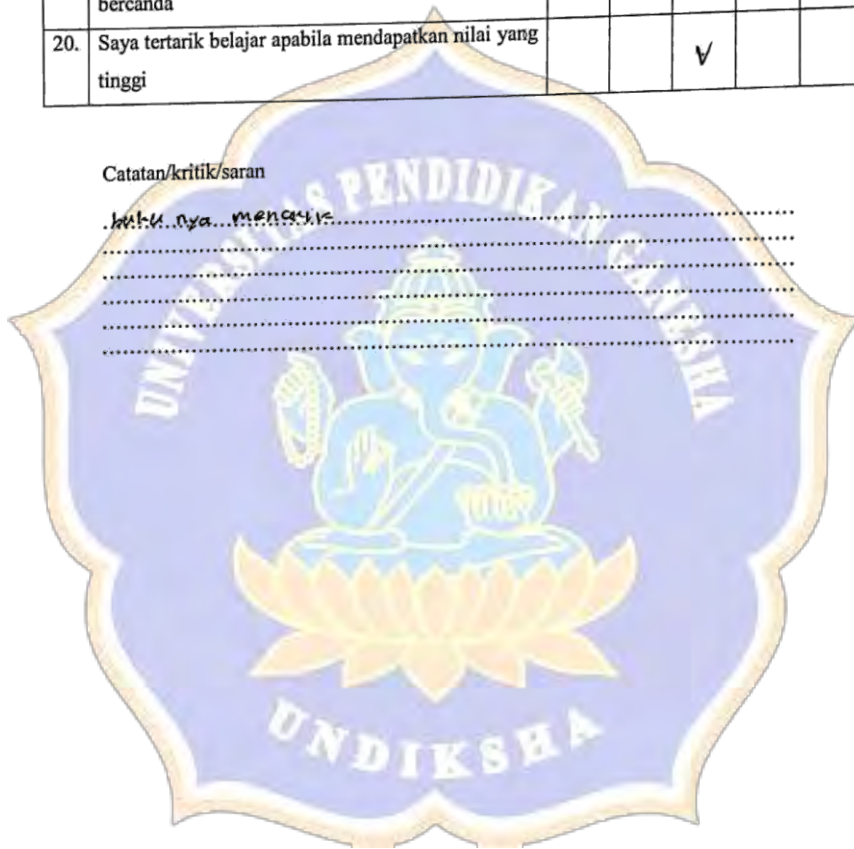 bercanda
20. Saya tertarik belajar apabila mendapatkan nilai yang
tinggi
Catatan/kritik/saran
buku nya
UNIVERSITAS PENDIDIKAN GANESHA
UNDIKSHA